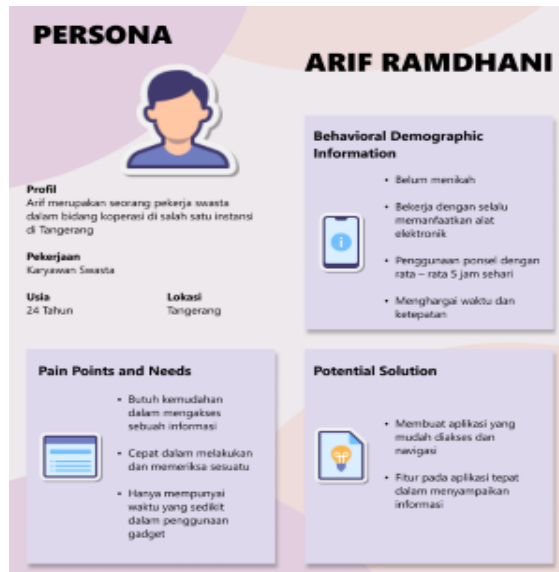 PERSONA
ARIF RAMDHANI
Profil
Arif merupakan seorang pekerja swasta
dalam bidang koperasi di salah satu instansi
di Tangerang
Pekerjaan
Karyawan Swasta
Usia
24 Tahun
Lokasi
Tangerang
Behavioral Demographic
Information
• Belum menikah
• Bekerja dengan selalu
memanfaatkan alat
elektronik
• Penggunaan ponsel dengan
rata – rata 5 jam sehari
• Menghargai waktu dan
ketepatan
Pain Points and Needs
• Butuh kemudahan
dalam mengakses
sebuah informasi
• Cepat dalam melakukan
dan memeriksa sesuatu
• Hanya mempunyai
waktu yang sedikit
dalam penggunaan
gadget
Potential Solution
• Membuat aplikasi yang
mudah diakses dan
navigasi
• Fitur pada aplikasi tepat
dalam menyampaikan
informasi